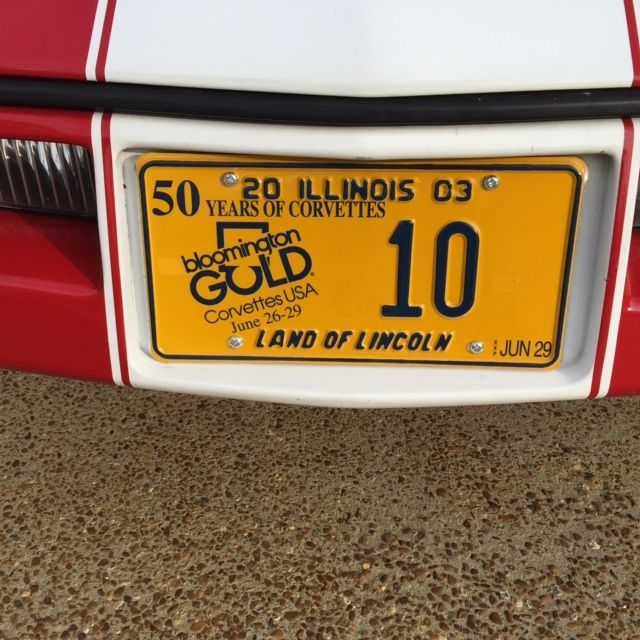 20 ILLINOIS 03
50 YEARS OF CORVETTES
bloomington
GOLD®
Corvettes USA
June 26-29
10
LAND OF LINCOLN
EXP JUN 29